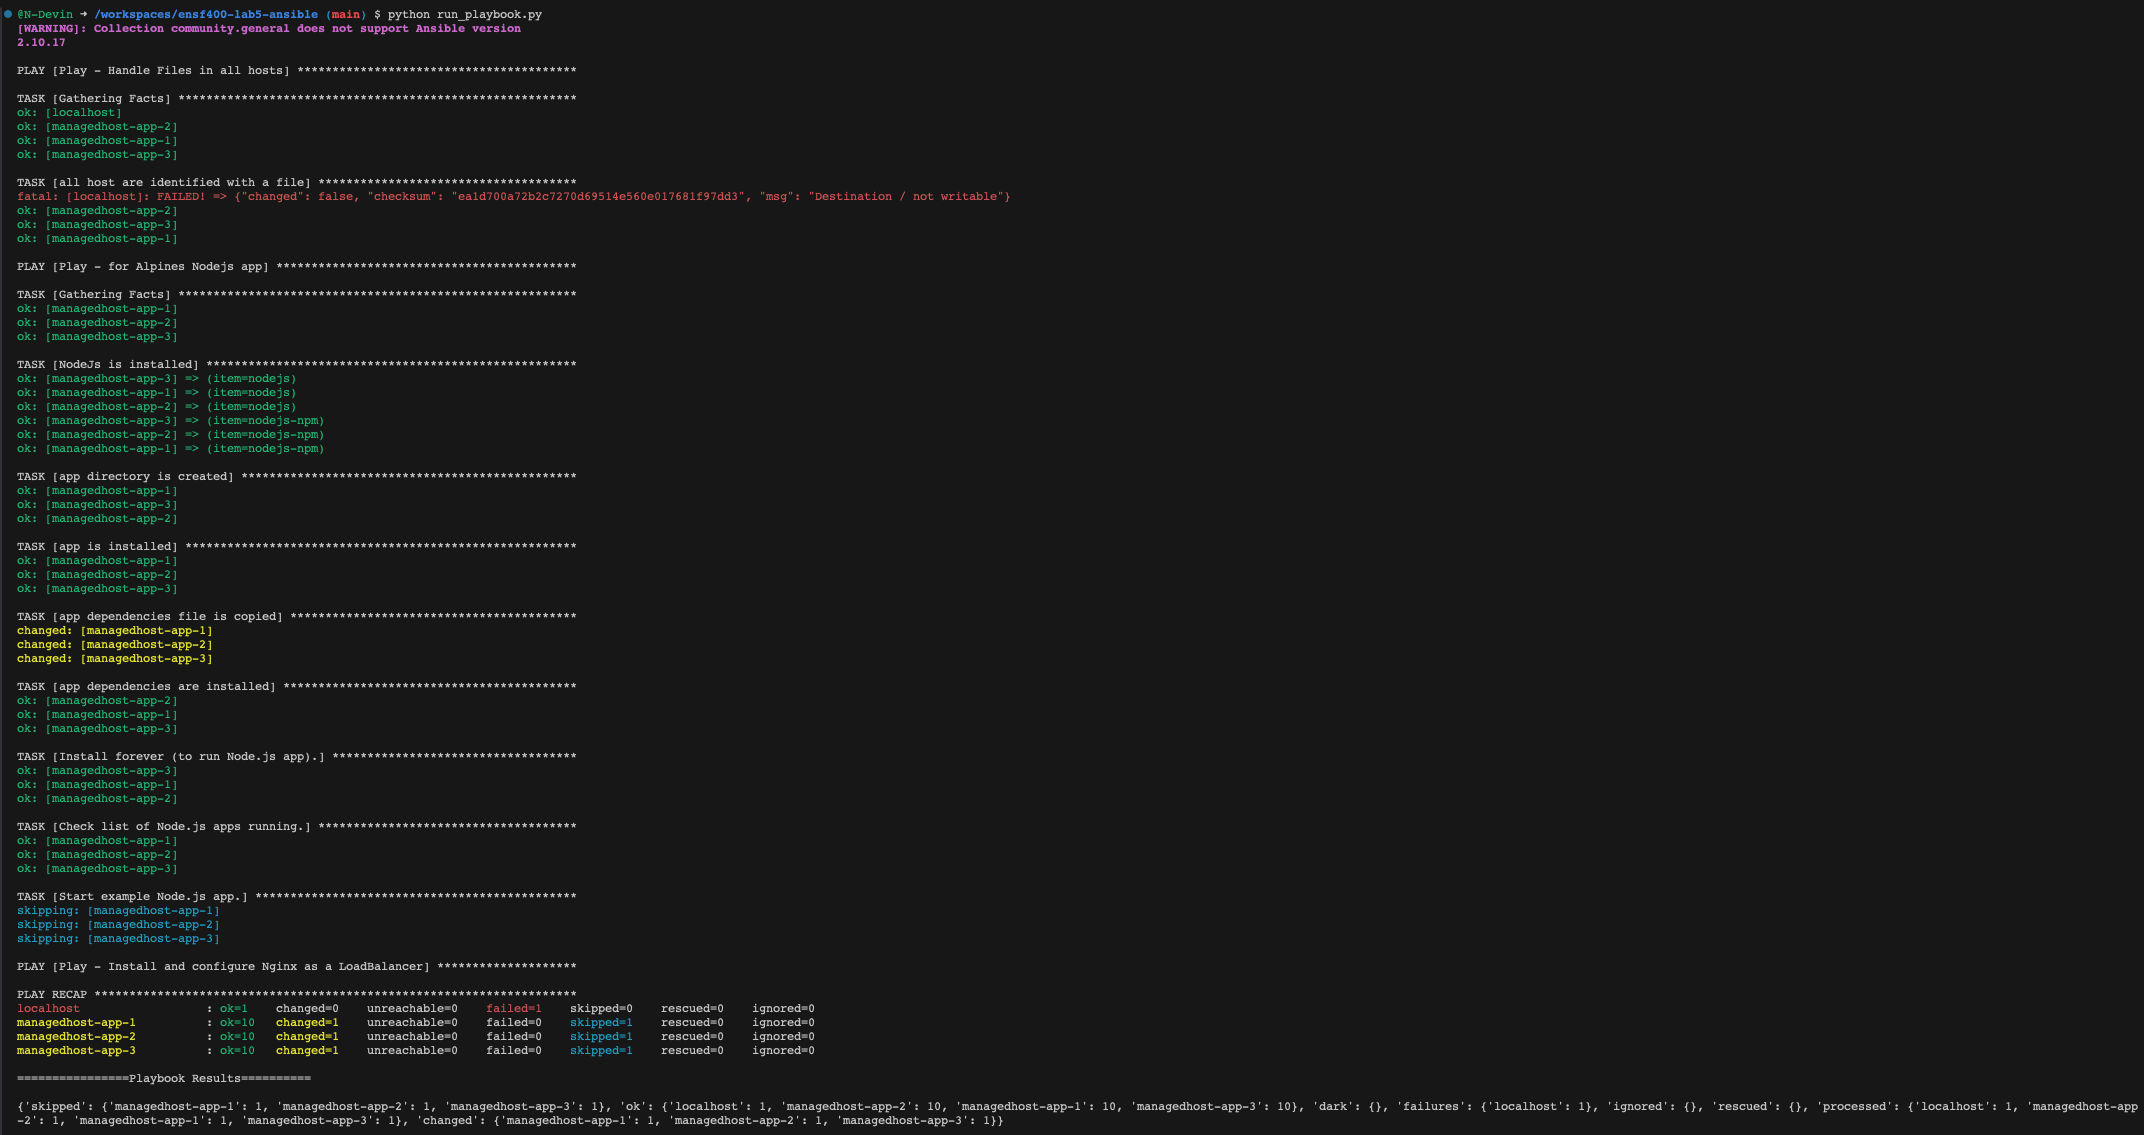 @N-Devin ➜ /workspaces/ensf400-lab5-ansible (main) $ python run_playbook.py
[WARNING]: Collection community.general does not support Ansible version
2.10.17
PLAY [Play - Handle Files in all hosts] ****************************************
TASK [Gathering Facts] *********************************************************
ok: [localhost]
ok: [managedhost-app-2]
ok: [managedhost-app-1]
ok: [managedhost-app-3]
TASK [all host are identified with a file] *************************************
fatal: [localhost]: FAILED! => {"changed": false, "checksum": "ea1d700a72b2c7270d69514e560e017681f97dd3", "msg": "Destination / not writable"}
ok: [managedhost-app-2]
ok: [managedhost-app-3]
ok: [managedhost-app-1]
PLAY [Play - for Alpines Nodejs app] *******************************************
TASK [Gathering Facts] *********************************************************
ok: [managedhost-app-1]
ok: [managedhost-app-2]
ok: [managedhost-app-3]
TASK [NodeJs is installed] *****************************************************
ok: [managedhost-app-3] => (item=nodejs)
ok: [managedhost-app-1] => (item=nodejs)
ok: [managedhost-app-2] => (item=nodejs)
ok: [managedhost-app-3] => (item=nodejs-npm)
ok: [managedhost-app-2] => (item=nodejs-npm)
ok: [managedhost-app-1] => (item=nodejs-npm)
TASK [app directory is created] ************************************************
ok: [managedhost-app-1]
ok: [managedhost-app-3]
ok: [managedhost-app-2]
TASK [app is installed] ********************************************************
ok: [managedhost-app-1]
ok: [managedhost-app-2]
ok: [managedhost-app-3]
TASK [app dependencies file is copied] *****************************************
changed: [managedhost-app-1]
changed: [managedhost-app-2]
changed: [managedhost-app-3]
TASK [app dependencies are installed] ******************************************
ok: [managedhost-app-2]
ok: [managedhost-app-1]
ok: [managedhost-app-3]
TASK [Install forever (to run Node.js app).] ***********************************
ok: [managedhost-app-3]
ok: [managedhost-app-1]
ok: [managedhost-app-2]
TASK [Check list of Node.js apps running.] *************************************
ok: [managedhost-app-1]
ok: [managedhost-app-2]
ok: [managedhost-app-3]
TASK [Start example Node.js app.] **********************************************
skipping: [managedhost-app-1]
skipping: [managedhost-app-2]
skipping: [managedhost-app-3]
PLAY [Play - Install and configure Nginx as a LoadBalancer] ********************
PLAY RECAP *********************************************************************
localhost                  : ok=1    changed=0    unreachable=0    failed=1    skipped=0    rescued=0    ignored=0
managedhost-app-1          : ok=10   changed=1    unreachable=0    failed=0    skipped=1    rescued=0    ignored=0
managedhost-app-2          : ok=10   changed=1    unreachable=0    failed=0    skipped=1    rescued=0    ignored=0
managedhost-app-3          : ok=10   changed=1    unreachable=0    failed=0    skipped=1    rescued=0    ignored=0
================Playbook Results==========
{'skipped': {'managedhost-app-1': 1, 'managedhost-app-2': 1, 'managedhost-app-3': 1}, 'ok': {'localhost': 1, 'managedhost-app-2': 10, 'managedhost-app-1': 10, 'managedhost-app-3': 10}, 'dark': {}, 'failures': {'localhost': 1}, 'ignored': {}, 'rescued': {}, 'processed': {'localhost': 1, 'managedhost-app
-2': 1, 'managedhost-app-1': 1, 'managedhost-app-3': 1}, 'changed': {'managedhost-app-1': 1, 'managedhost-app-2': 1, 'managedhost-app-3': 1}}